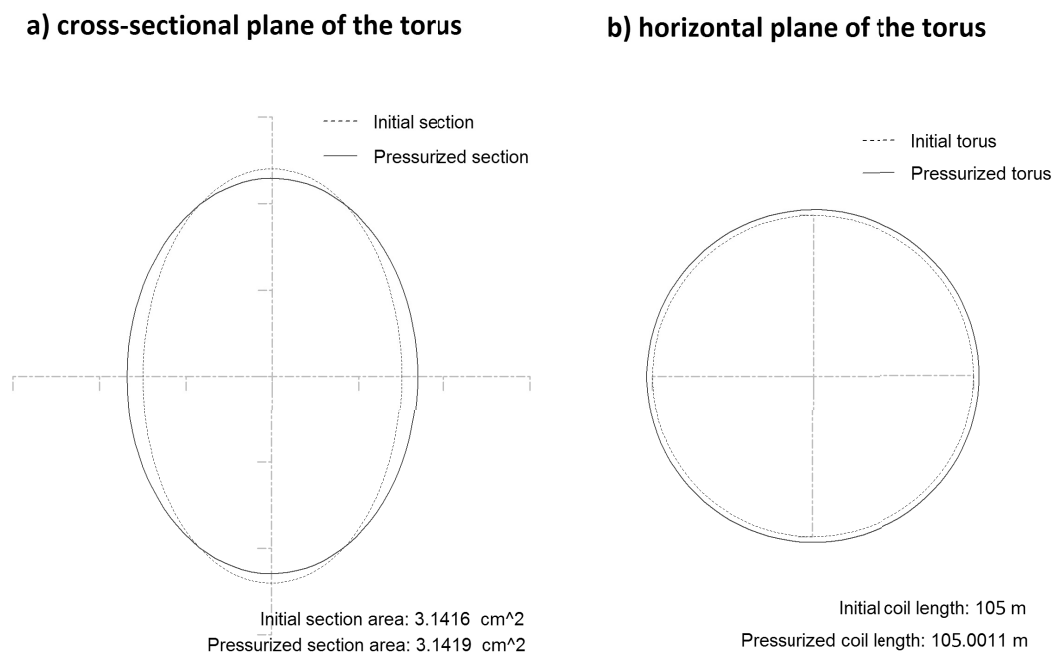 a) cross-sectional plane of the torus
Initial section
Pressurized section
Initial section area: 3.1416 cm^2
Pressurized section area: 3.1419 cm^2
b) horizontal plane of the torus
Initial torus
Pressurized torus
Initial coil length: 105 m
Pressurized coil length: 105.0011 m